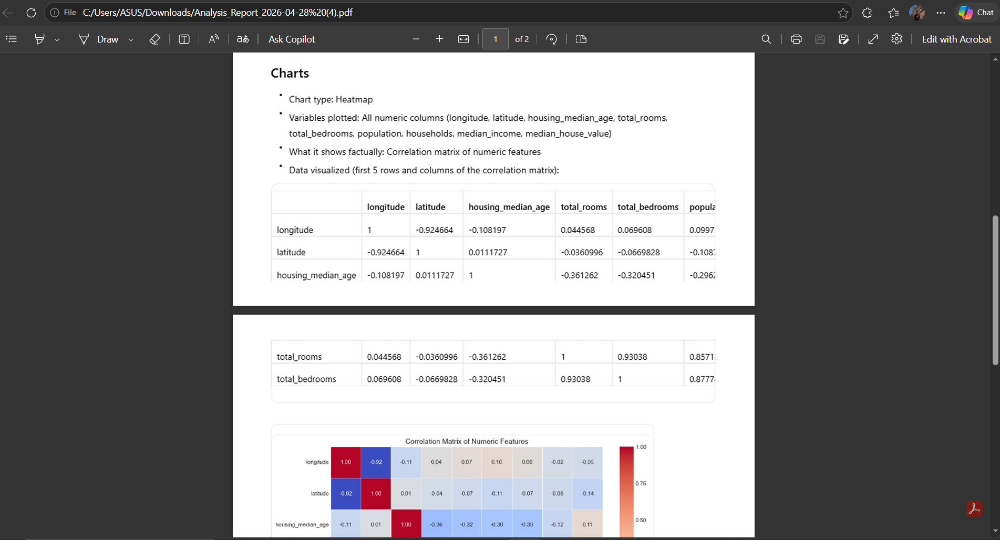 File C:/Users/ASUS/Downloads/Analysis_Report_2026-04-28%20(4).pdf
Chat
Draw
aあ
Ask Copilot
1 of 2
Edit with Acrobat
Charts
• Chart type: Heatmap
• Variables plotted: All numeric columns (longitude, latitude, housing_median_age, total_rooms,
total_bedrooms, population, households, median_income, median_house_value)
• What it shows factually: Correlation matrix of numeric features
• Data visualized (first 5 rows and columns of the correlation matrix):
longitude latitude housing_median_age total_rooms total_bedrooms popula
longitude 1 -0.924664 -0.108197 0.044568 0.069608 0.0997
latitude -0.924664 1 0.0111727 -0.0360996 -0.0669828 -0.108
housing_median_age -0.108197 0.0111727 1 -0.361262 -0.320451 -0.296
total_rooms 0.044568 -0.0360996 -0.361262 1 0.93038 0.8571
total_bedrooms 0.069608 -0.0669828 -0.320451 0.93038 1 0.8777
Correlation Matrix of Numeric Features
longitude 1.00 -0.92 -0.11 0.04 0.07 0.10 0.06 -0.02 -0.05
1.00
latitude -0.92 1.00 0.01 -0.04 -0.07 -0.11 -0.07 -0.08 -0.14
0.75
housing_median_age -0.11 0.01 1.00 -0.36 -0.32 -0.30 -0.30 -0.12 0.11
0.50